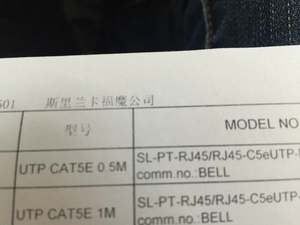 501 斯里兰卡福魔公司
型号 MODEL NO
UTP CAT5E 0.5M SL-PT-RJ45/RJ45-C5eUTP-
comm.no.:BELL
UTP CAT5E 1M SL-PT-RJ45/RJ45-C5eUTP-
comm.no.:BELL